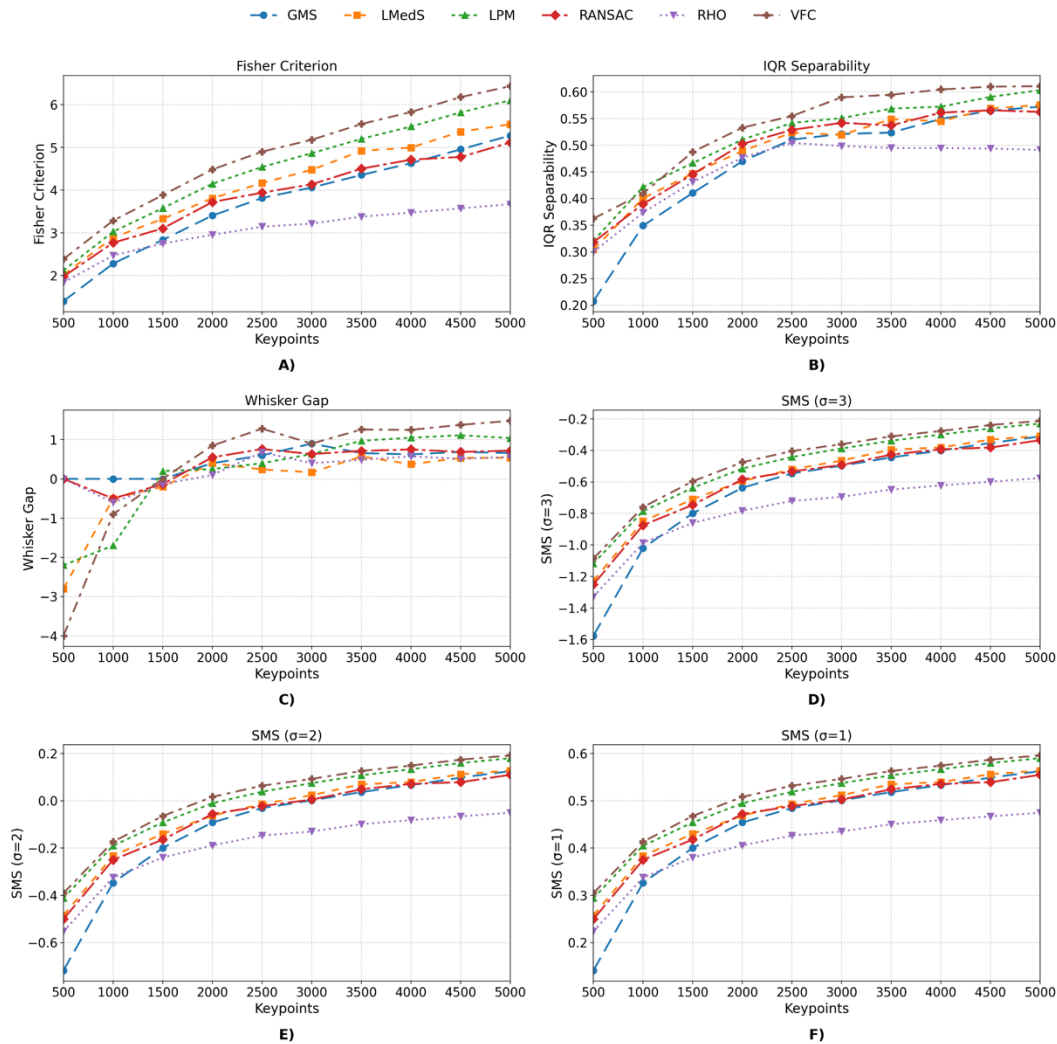 GMS LMedS LPM RANSAC RHO VFC
Fisher Criterion
Fisher Criterion
6
5
4
3
2
500 1000 1500 2000 2500 3000 3500 4000 4500 5000
Keypoints
A)
IQR Separability
IQR Separability
0.60
0.55
0.50
0.45
0.40
0.35
0.30
0.25
0.20
500 1000 1500 2000 2500 3000 3500 4000 4500 5000
Keypoints
B)
Whisker Gap
Whisker Gap
1
0
−1
−2
−3
−4
500 1000 1500 2000 2500 3000 3500 4000 4500 5000
Keypoints
C)
SMS (σ=3)
SMS (σ=3)
−0.2
−0.4
−0.6
−0.8
−1.0
−1.2
−1.4
−1.6
500 1000 1500 2000 2500 3000 3500 4000 4500 5000
Keypoints
D)
SMS (σ=2)
SMS (σ=2)
0.2
0.0
−0.2
−0.4
−0.6
500 1000 1500 2000 2500 3000 3500 4000 4500 5000
Keypoints
E)
SMS (σ=1)
SMS (σ=1)
0.6
0.5
0.4
0.3
0.2
500 1000 1500 2000 2500 3000 3500 4000 4500 5000
Keypoints
F)